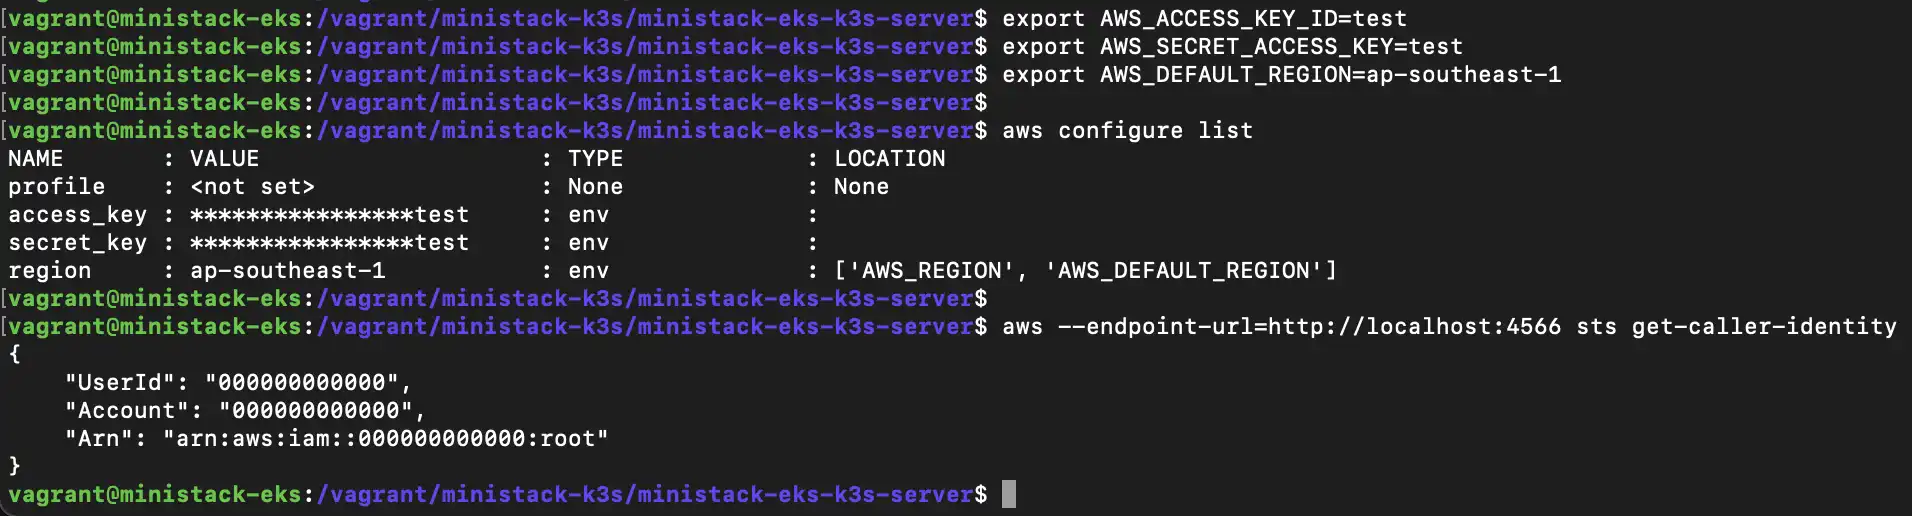 [vagrant@ministack-eks:/vagrant/ministack-k3s/ministack-eks-k3s-server$ export AWS_ACCESS_KEY_ID=test
[vagrant@ministack-eks:/vagrant/ministack-k3s/ministack-eks-k3s-server$ export AWS_SECRET_ACCESS_KEY=test
[vagrant@ministack-eks:/vagrant/ministack-k3s/ministack-eks-k3s-server$ export AWS_DEFAULT_REGION=ap-southeast-1
[vagrant@ministack-eks:/vagrant/ministack-k3s/ministack-eks-k3s-server$
[vagrant@ministack-eks:/vagrant/ministack-k3s/ministack-eks-k3s-server$ aws configure list
NAME       : VALUE                    : TYPE             : LOCATION
profile    : <not set>                : None             : None
access_key : ****************test     : env              :
secret_key : ****************test     : env              :
region     : ap-southeast-1           : env              : ['AWS_REGION', 'AWS_DEFAULT_REGION']
[vagrant@ministack-eks:/vagrant/ministack-k3s/ministack-eks-k3s-server$
[vagrant@ministack-eks:/vagrant/ministack-k3s/ministack-eks-k3s-server$ aws --endpoint-url=http://localhost:4566 sts get-caller-identity
{
    "UserId": "000000000000",
    "Account": "000000000000",
    "Arn": "arn:aws:iam::000000000000:root"
}
vagrant@ministack-eks:/vagrant/ministack-k3s/ministack-eks-k3s-server$